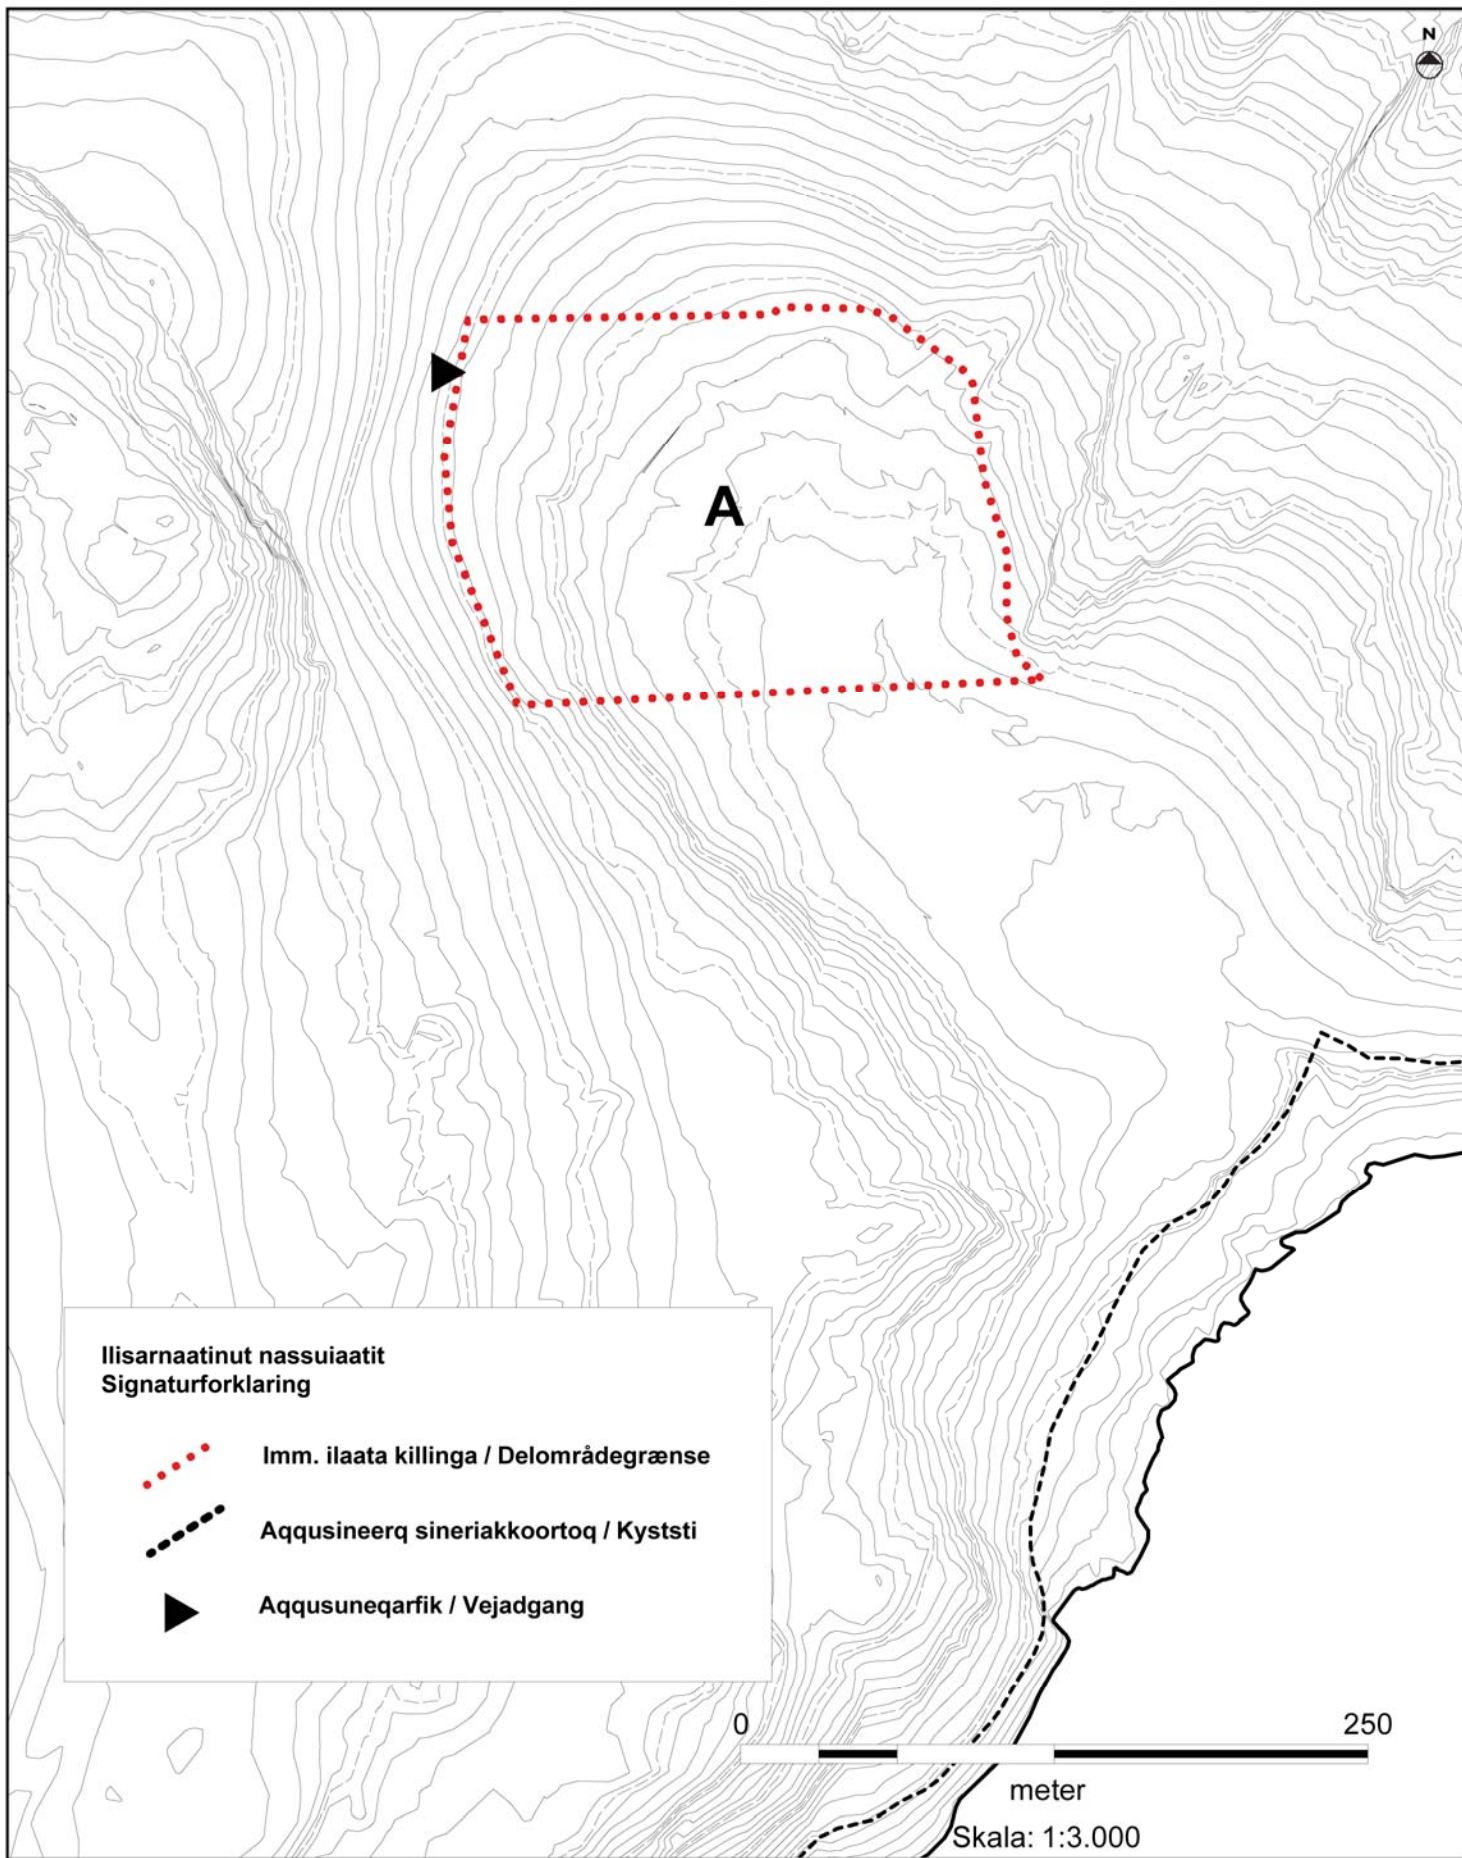 N
A
Ilisarnaatinut nassuiaatit
Signaturforklaring
Imm. ilaata killinga / Delområdegrænse
Aqqusineerq sineriakkoortoq / Kyststi
Aqqusuneqarfik / Vejadgang
0 250
meter
Skala: 1:3.000